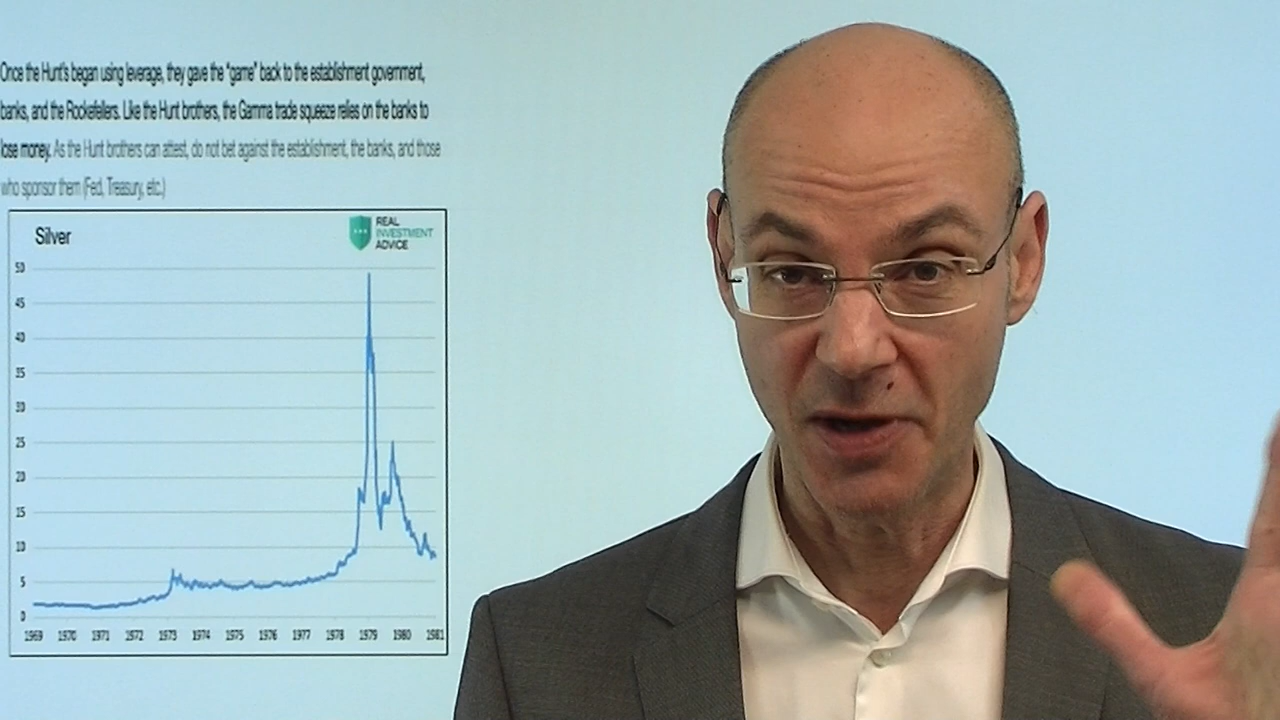 Once the Hunt's began using leverage, they gave the "game" back to the establishment government,
banks, and the Rockefellers. Like the Hunt brothers, the Gamma trade squeeze relies on the banks to
lose money. As the Hunt brothers can attest, do not bet against the establishment, the banks, and those
who sponsor them (Fed, Treasury, etc.)
Silver
REAL
INVESTMENT
ADVICE
50
45
40
35
30
25
20
15
10
5
0
1969 1970 1971 1972 1973 1974 1975 1976 1977 1978 1979 1980 1981